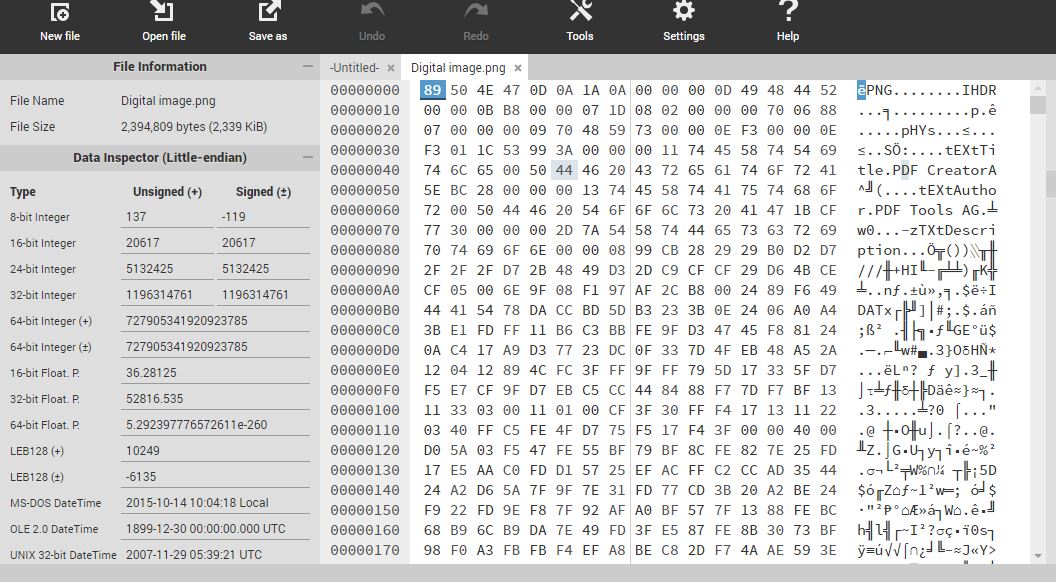 New file Open file Save as Undo Redo Tools Settings Help
File Information
File Name Digital image.png
File Size 2,394,809 bytes (2,339 KiB)
Data Inspector (Little-endian)
Type Unsigned (+) Signed (±)
8-bit Integer 137 -119
16-bit Integer 20617 20617
24-bit Integer 5132425 5132425
32-bit Integer 1196314761 1196314761
64-bit Integer (+) 727905341920923785
64-bit Integer (±) 727905341920923785
16-bit Float. P. 36.28125
32-bit Float. P. 52816.535
64-bit Float. P. 5.292397776572611e-260
LEB128 (+) 10249
LEB128 (±) -6135
MS-DOS DateTime 2015-10-14 10:04:18 Local
OLE 2.0 DateTime 1899-12-30 00:00:00.000 UTC
UNIX 32-bit DateTime 2007-11-29 05:39:21 UTC
-Untitled- × Digital image.png ×
00000000 89 50 4E 47 0D 0A 1A 0A 00 00 00 0D 49 48 44 52 ëPNG........IHDR
00000010 00 00 0B B8 00 00 07 1D 08 02 00 00 00 70 06 88 ...╕.........p.ê
00000020 07 00 00 00 09 70 48 59 73 00 00 0E F3 00 00 0E .....pHYs...≤...
00000030 F3 01 1C 53 99 3A 00 00 00 11 74 45 58 74 54 69 ≤..SÖ:....tEXtTi
00000040 74 6C 65 00 50 44 46 20 43 72 65 61 74 6F 72 41 tle.PDF CreatorA
00000050 5E BC 28 00 00 00 13 74 45 58 74 41 75 74 68 6F ^╝(....tEXtAutho
00000060 72 00 50 44 46 20 54 6F 6F 6C 73 20 41 47 1B CF r.PDF Tools AG.╧
00000070 77 30 00 00 00 2D 7A 54 58 74 44 65 73 63 72 69 w0...-zTXtDescri
00000080 70 74 69 6F 6E 00 00 08 99 CB 28 29 29 B0 D2 D7 ption...Ö╦())░╥╫
00000090 2F 2F 2F D7 2B 48 49 D3 2D C9 CF CF 29 D6 4B CE ///╫+HI╙-╔╧╧)╓K╬
000000A0 CF 05 00 6E 9F 08 F1 97 AF 2C B8 00 24 89 F6 49 ╧..nƒ.±ù»,╕.$ë÷I
000000B0 44 41 54 78 DA CC BD 5D B3 23 3B 0E 24 06 A0 A4 DATx┌╠╜]│#;.$.áñ
000000C0 3B E1 FD FF 11 B6 C3 BB FE 9F D3 47 45 F8 81 24 ;ß² .╢├╗▪ƒ╙GE°ü$
000000D0 0A C4 17 A9 D3 77 23 DC 0F 33 7D 4F EB 48 A5 2A .─.⌐╙w#▄.3}OδHÑ*
000000E0 12 04 12 89 4C FC 3F FF 9F FF 79 5D 17 33 5F D7 ...ëLⁿ? ƒ y].3_╫
000000F0 F5 E7 CF 9F D7 EB C5 CC 44 84 88 F7 7D F7 BF 13 ⌡τ╧ƒ╫δ┼╠Däê≈}≈┐.
00000100 11 33 03 00 11 01 00 CF 3F 30 FF F4 17 13 11 22 .3.....╧?0 ⌠..."
00000110 03 40 FF C5 FE 4F D7 75 F5 17 F4 3F 00 00 40 00 .@ ┼▪O╫u⌡.⌠?..@.
00000120 D0 5A 03 F5 47 FE 55 BF 79 BF 8C FE 82 7E 25 FD ╨Z.⌡G▪U┐y┐î▪é~%²
00000130 17 E5 AA C0 FD D1 57 25 EF AC FF C2 CC AD 35 44 .σ¬└²╤W%∩¼ ┬╠¡5D
00000140 24 A2 D6 5A 7F 9F 7E 31 FD 77 CD 3B 20 A2 BE 24 $ó╓Z⌂ƒ~1²w═; ó╛$
00000150 F9 22 FD 9E F8 7F 92 AF A0 BF 57 7F 13 88 FE BC ∙"²₧°⌂Æ»á┐W⌂.ê▪╝
00000160 68 B9 6C B9 DA 7E 49 FD 3F E5 87 FE 8B 30 73 BF h╣l╣┌~I²?σç▪ï0s┐
00000170 98 F0 A3 FB FB F4 EF A8 BE C8 2D F7 4A AE 59 3E ÿ≡ú√√⌠∩¿╛╚-≈J«Y>